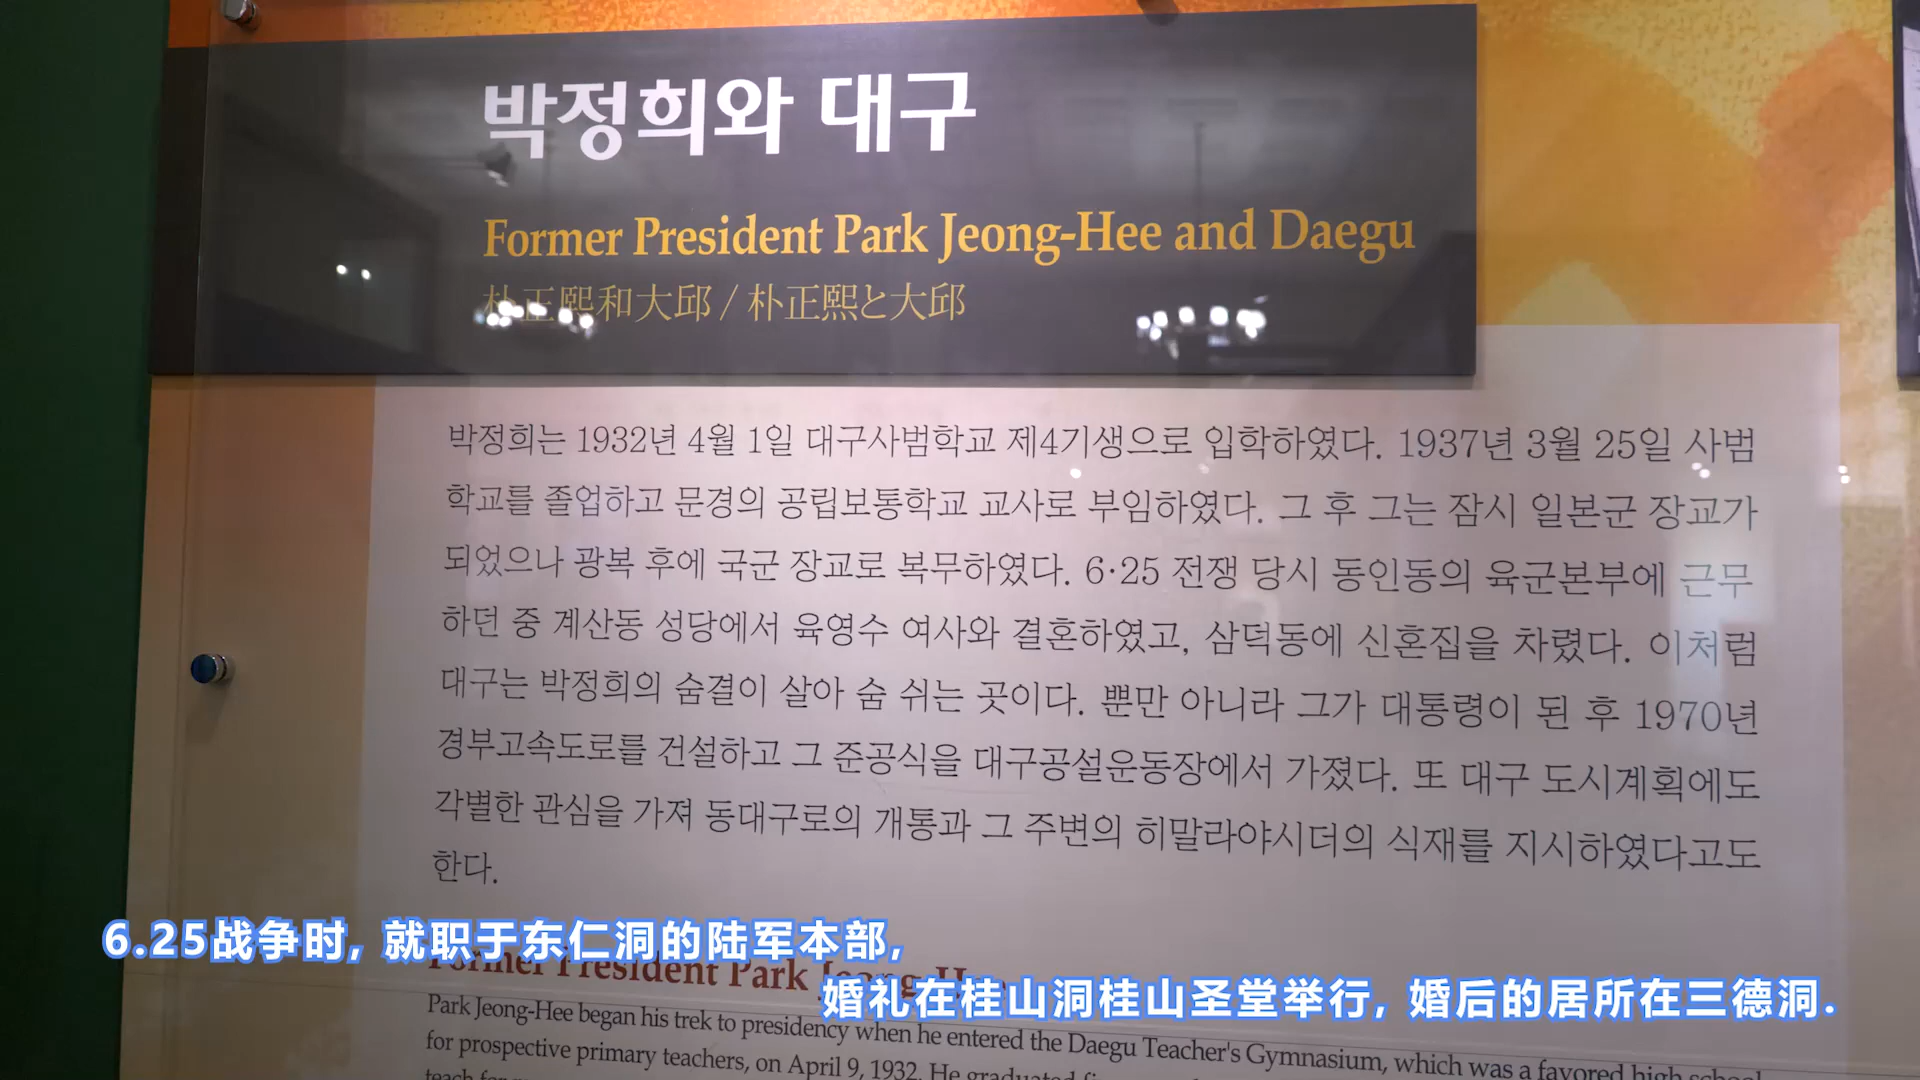 박정희와 대구
Former President Park Jeong-Hee and Daegu
朴正熙和大邱 / 朴正熙と大邱
박정희는 1932년 4월 1일 대구사범학교 제4기생으로 입학하였다. 1937년 3월 25일 사범
학교를 졸업하고 문경의 공립보통학교 교사로 부임하였다. 그 후 그는 잠시 일본군 장교가
되었으나 광복 후에 국군 장교로 복무하였다. 6·25 전쟁 당시 동인동의 육군본부에 근무
하던 중 계산동 성당에서 육영수 여사와 결혼하였고, 삼덕동에 신혼집을 차렸다. 이처럼
대구는 박정희의 숨결이 살아 숨 쉬는 곳이다. 뿐만 아니라 그가 대통령이 된 후 1970년
경부고속도로를 건설하고 그 준공식을 대구공설운동장에서 가졌다. 또 대구 도시계획에도
각별한 관심을 가져 동대구로의 개통과 그 주변의 히말라야시더의 식재를 지시하였다고도
한다.
6.25战争时, 就职于东仁洞的陆军本部,
Former President Park
婚礼在桂山洞桂山圣堂举行, 婚后的居所在三德洞.
Park Jeong-Hee began his trek to presidency when he entered the Daegu Teacher's Gymnasium, which was a favored high school
for prospective primary teachers, on April 9, 1932. He graduated